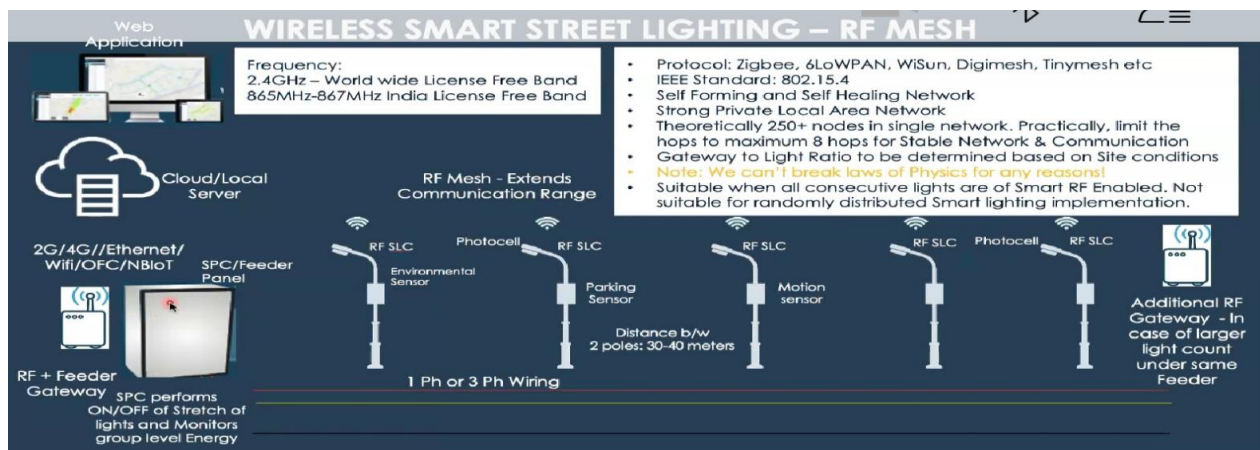 WIRELESS SMART STREET LIGHTING – RF MESH
Web
Application
Frequency:
2.4GHz – World wide License Free Band
865MHz-867MHz India License Free Band
• Protocol: Zigbee, 6LoWPAN, WiSun, Digimesh, Tinymesh etc
• IEEE Standard: 802.15.4
• Self Forming and Self Healing Network
• Strong Private Local Area Network
• Theoretically 250+ nodes in single network. Practically, limit the
hops to maximum 8 hops for Stable Network & Communication
• Gateway to Light Ratio to be determined based on Site conditions
• Note: We can't break laws of Physics for any reasons!
• Suitable when all consecutive lights are of Smart RF Enabled. Not
suitable for randomly distributed Smart lighting implementation.
Cloud/Local
Server
RF Mesh - Extends
Communication Range
2G/4G//Ethernet/
Wifi/OFC/NBIoT
SPC/Feeder
Panel
RF SLC
Environmental
Sensor
Photocell
RF SLC
Parking
Sensor
RF SLC
Motion
sensor
RF SLC
Photocell
RF SLC
Distance b/w
2 poles: 30-40 meters
Additional RF
Gateway - In
case of larger
light count
under same
Feeder
RF + Feeder
Gateway
1 Ph or 3 Ph Wiring
SPC performs
ON/OFF of Stretch of
lights and Monitors
group level Energy